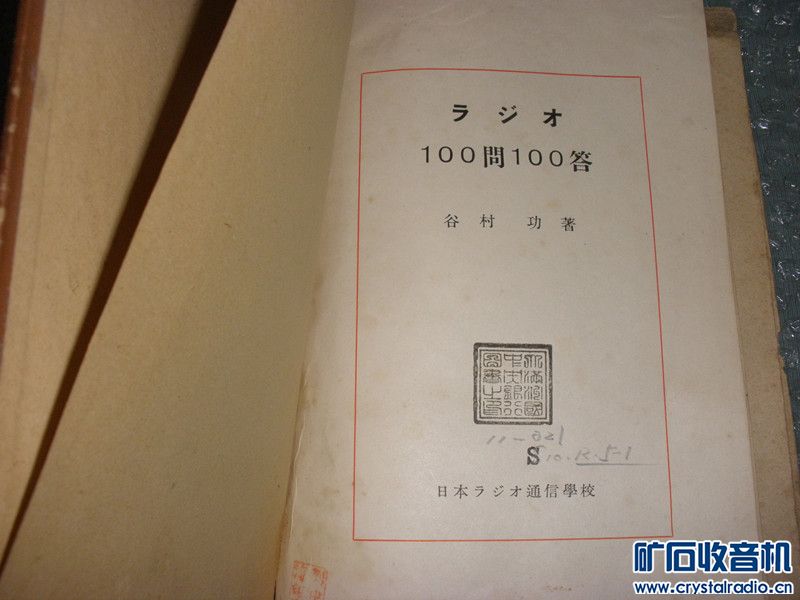 ラジオ
100問100答
谷村 功 著
S
日本ラジオ通信學校
矿石收音机
www.crystalradio.cn